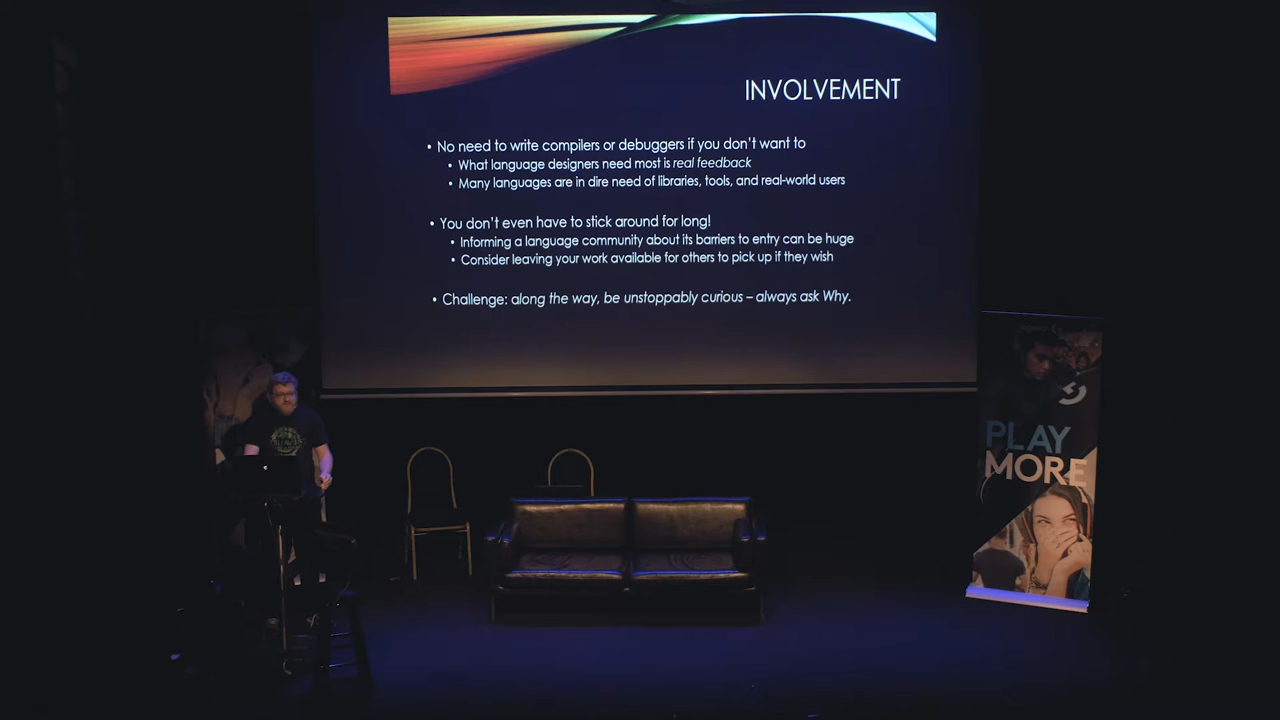 INVOLVEMENT
• No need to write compilers or debuggers if you don't want to
• What language designers need most is real feedback
• Many languages are in dire need of libraries, tools, and real-world users
• You don't even have to stick around for long!
• Informing a language community about its barriers to entry can be huge
• Consider leaving your work available for others to pick up if they wish
• Challenge: along the way, be unstoppably curious – always ask Why.
PLAY
MORE